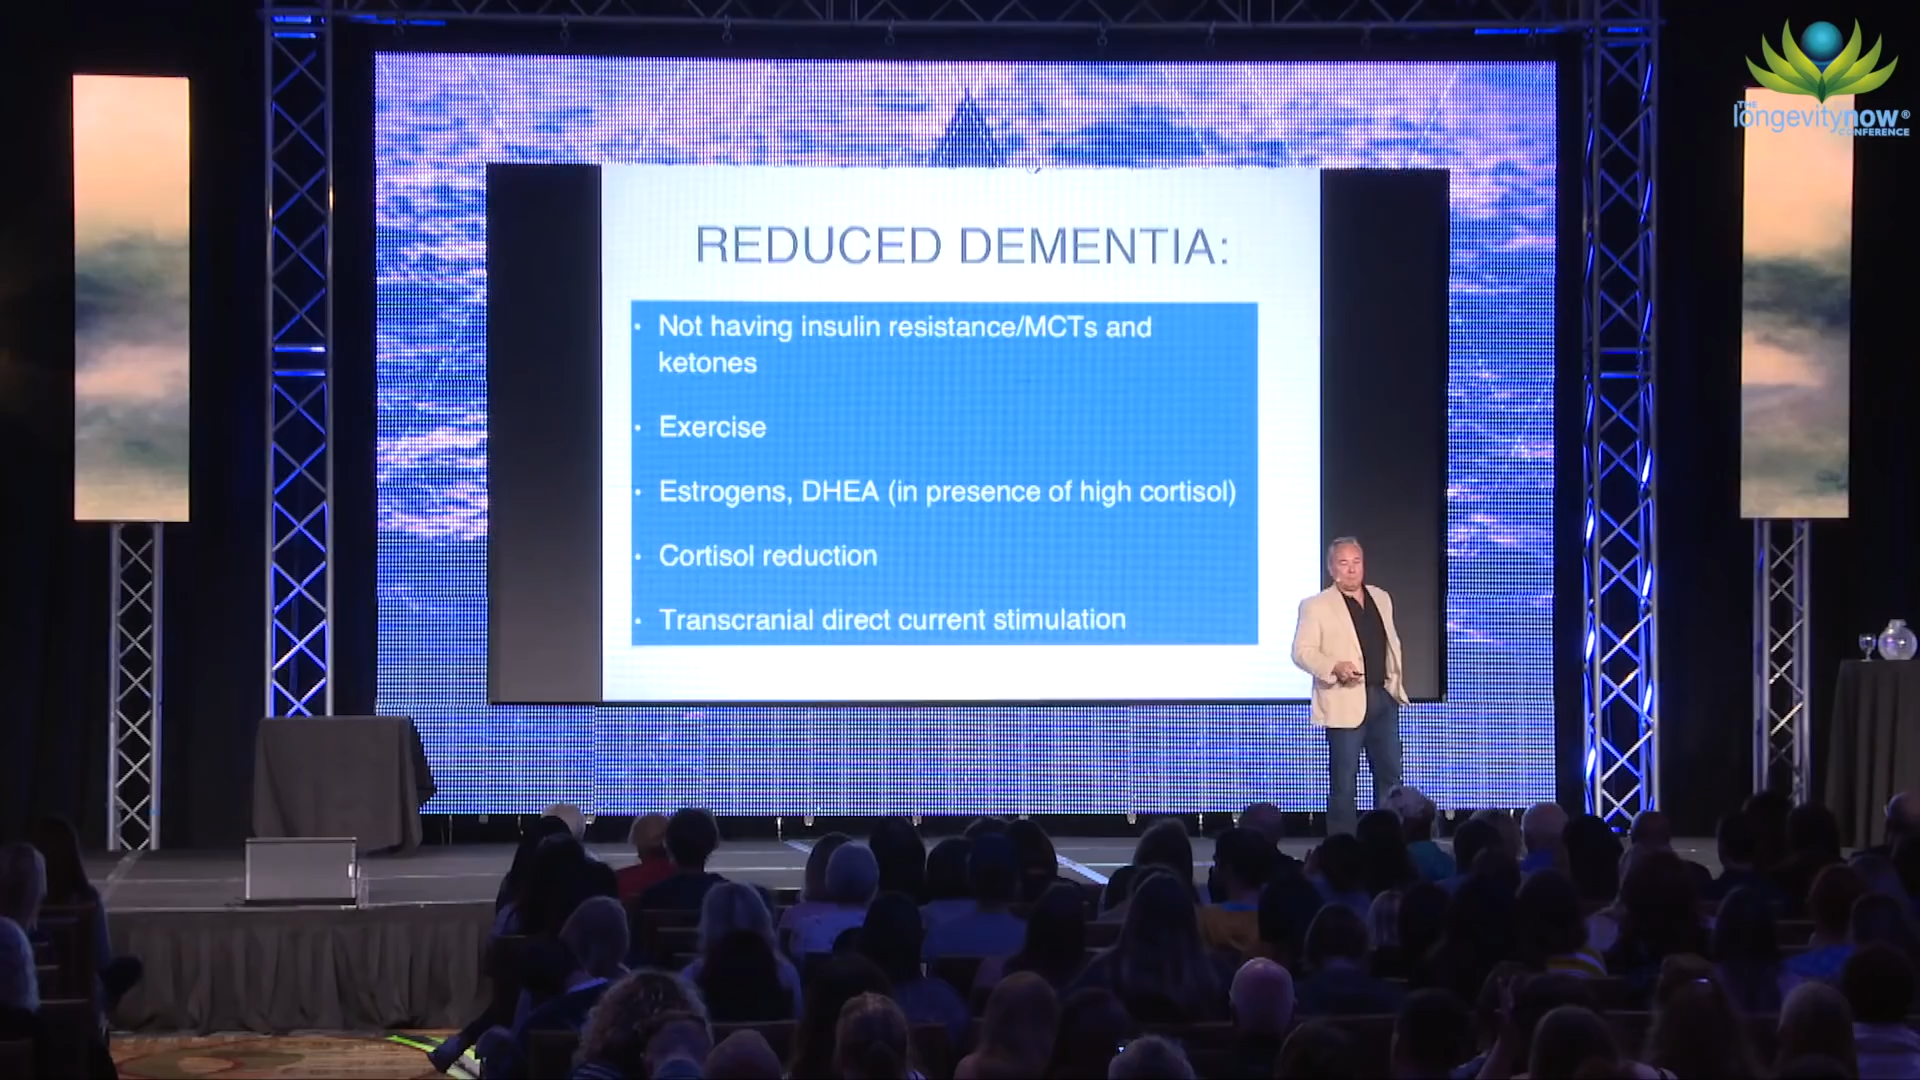 THE
longevitynow®
CONFERENCE
REDUCED DEMENTIA:
• Not having insulin resistance/MCTs and
ketones
• Exercise
• Estrogens, DHEA (in presence of high cortisol)
• Cortisol reduction
• Transcranial direct current stimulation